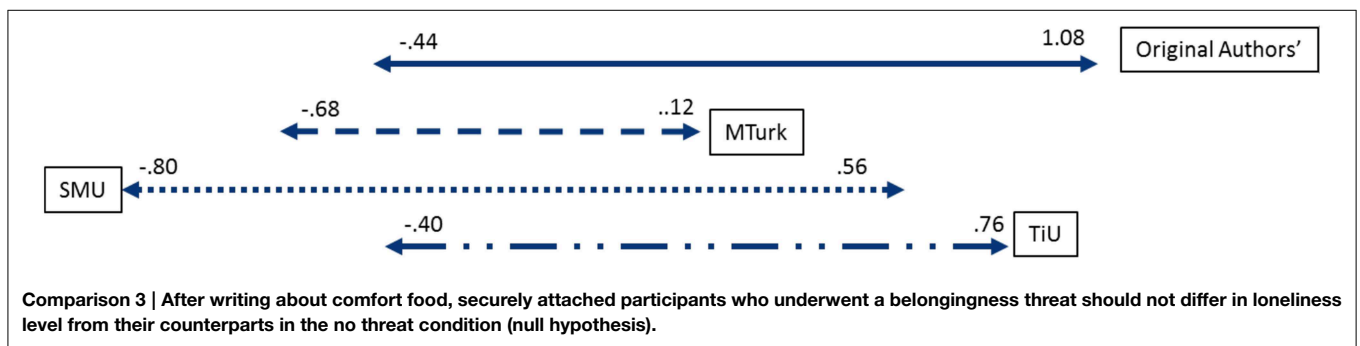 -.44 1.08 Original Authors'
-.68 ..12 MTurk
SMU -.80 .56
-.40 .76 TiU
Comparison 3 | After writing about comfort food, securely attached participants who underwent a belongingness threat should not differ in loneliness
level from their counterparts in the no threat condition (null hypothesis).